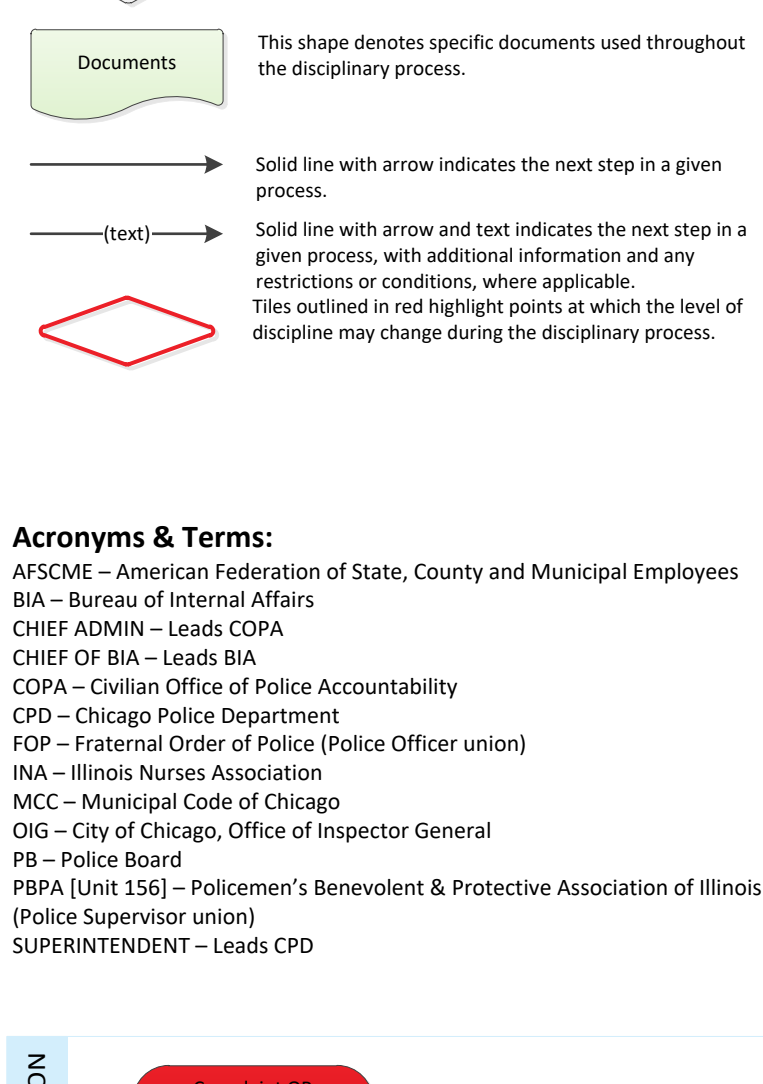 Documents
This shape denotes specific documents used throughout
the disciplinary process.
Solid line with arrow indicates the next step in a given
process.
(text)
Solid line with arrow and text indicates the next step in a
given process, with additional information and any
restrictions or conditions, where applicable.
Tiles outlined in red highlight points at which the level of
discipline may change during the disciplinary process.
Acronyms & Terms:
AFSCME – American Federation of State, County and Municipal Employees
BIA – Bureau of Internal Affairs
CHIEF ADMIN – Leads COPA
CHIEF OF BIA – Leads BIA
COPA – Civilian Office of Police Accountability
CPD – Chicago Police Department
FOP – Fraternal Order of Police (Police Officer union)
INA – Illinois Nurses Association
MCC – Municipal Code of Chicago
OIG – City of Chicago, Office of Inspector General
PB – Police Board
PBPA [Unit 156] – Policemen’s Benevolent & Protective Association of Illinois
(Police Supervisor union)
SUPERINTENDENT – Leads CPD